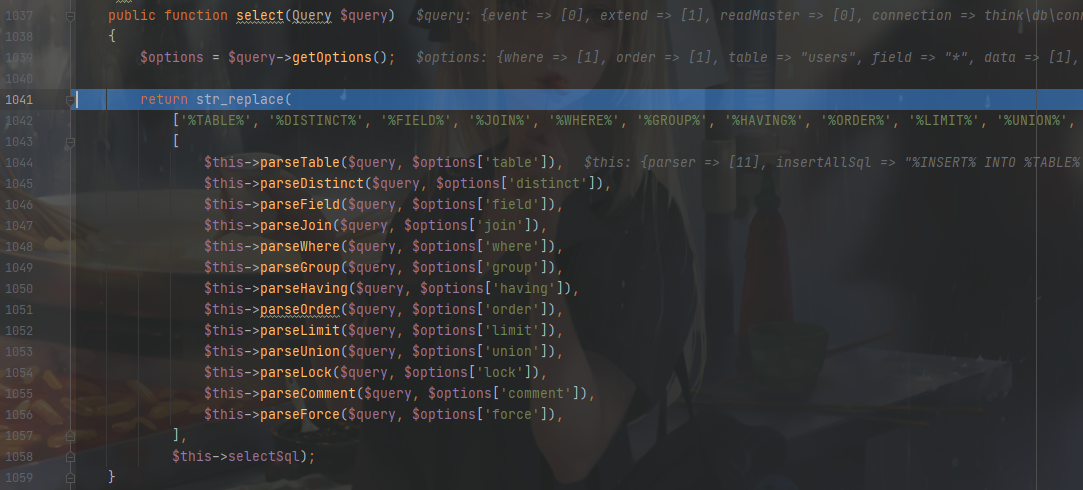 1037 public function select(Query $query) $query: {event => [0], extend => [1], readMaster => [0], connection => think\db\conn
1038 {
1039 $options = $query->getOptions(); $options: {where => [1], order => [1], table => "users", field => "*", data => [1],
1040
1041 return str_replace(
1042 ['%TABLE%', '%DISTINCT%', '%FIELD%', '%JOIN%', '%WHERE%', '%GROUP%', '%HAVING%', '%ORDER%', '%LIMIT%', '%UNION%',
1043 [
1044 $this->parseTable($query, $options['table']), $this: {parser => [11], insertAllSql => "%INSERT% INTO %TABLE%
1045 $this->parseDistinct($query, $options['distinct']),
1046 $this->parseField($query, $options['field']),
1047 $this->parseJoin($query, $options['join']),
1048 $this->parseWhere($query, $options['where']),
1049 $this->parseGroup($query, $options['group']),
1050 $this->parseHaving($query, $options['having']),
1051 $this->parseOrder($query, $options['order']),
1052 $this->parseLimit($query, $options['limit']),
1053 $this->parseUnion($query, $options['union']),
1054 $this->parseLock($query, $options['lock']),
1055 $this->parseComment($query, $options['comment']),
1056 $this->parseForce($query, $options['force']),
1057 ],
1058 $this->selectSql);
1059 }